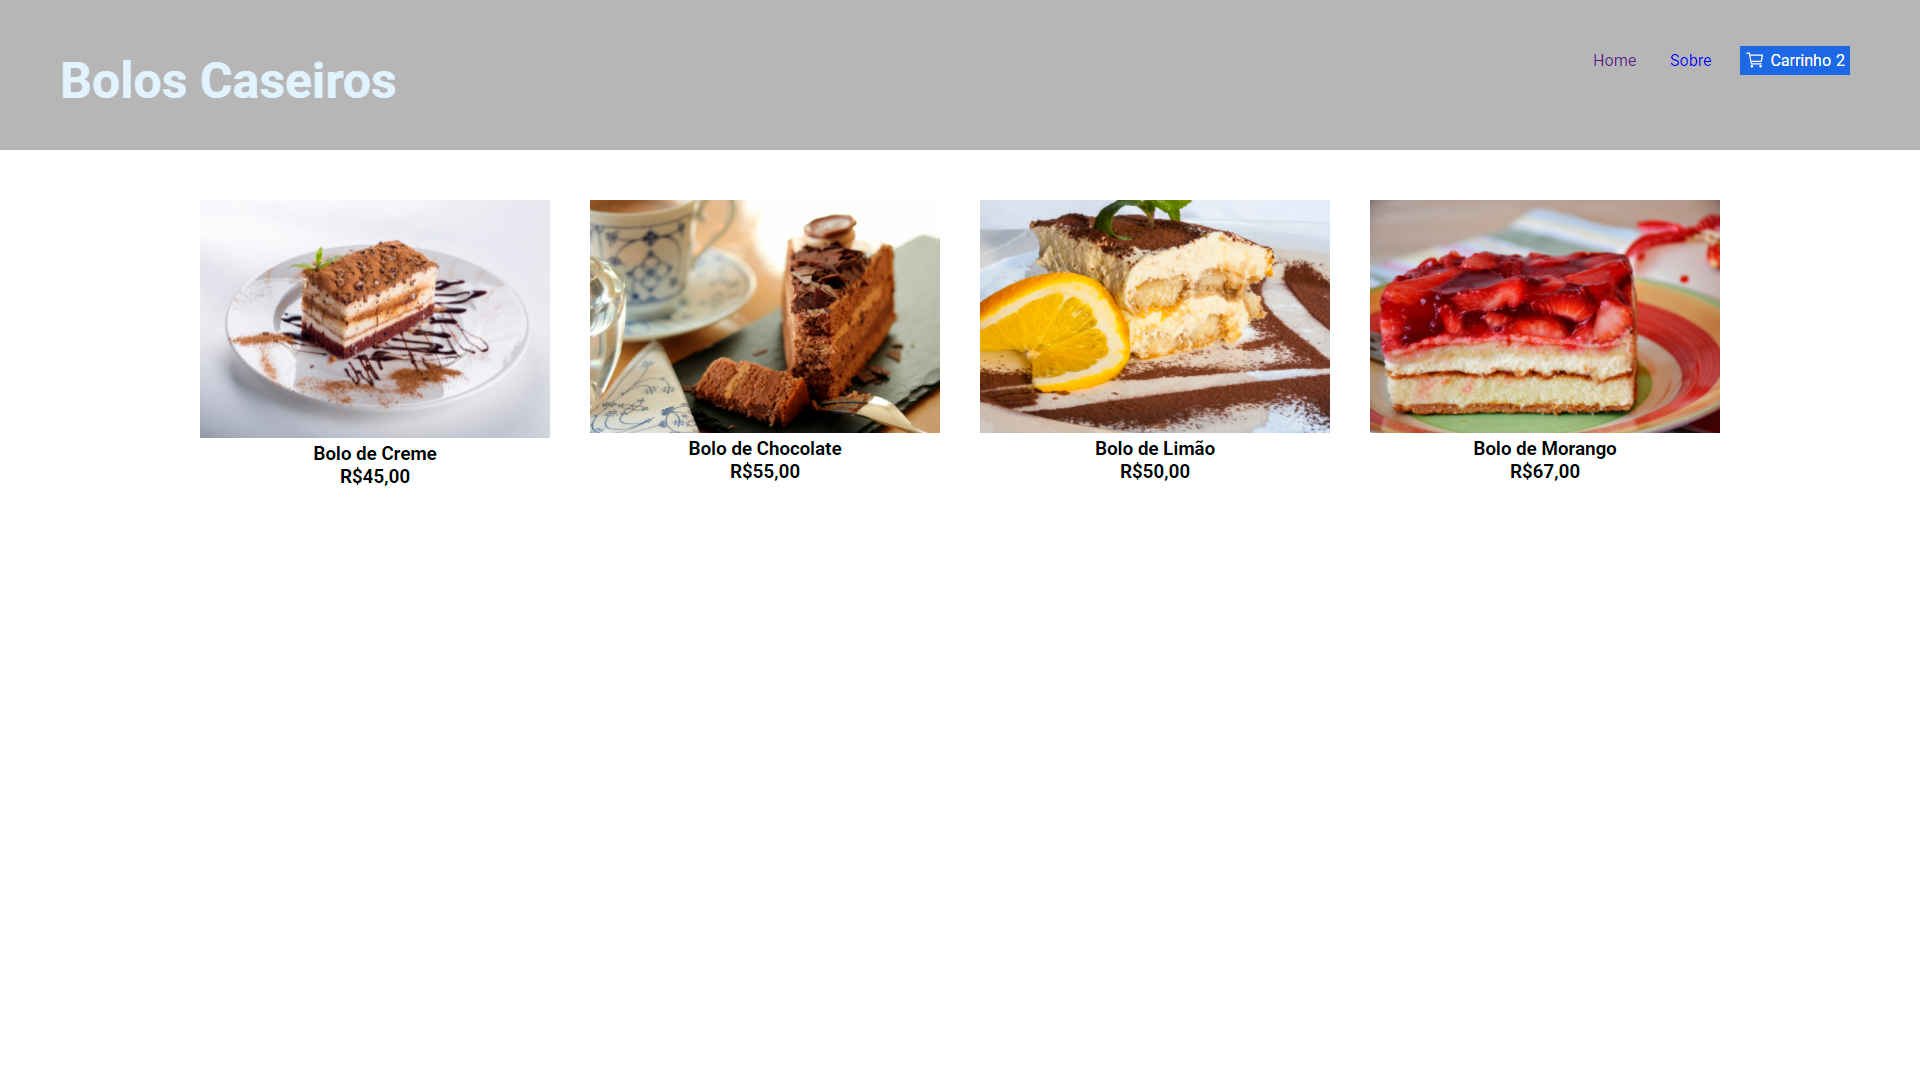 Bolos Caseiros
Home
Sobre
Carrinho 2
Bolo de Creme
R$45,00
Bolo de Chocolate
R$55,00
Bolo de Limão
R$50,00
Bolo de Morango
R$67,00